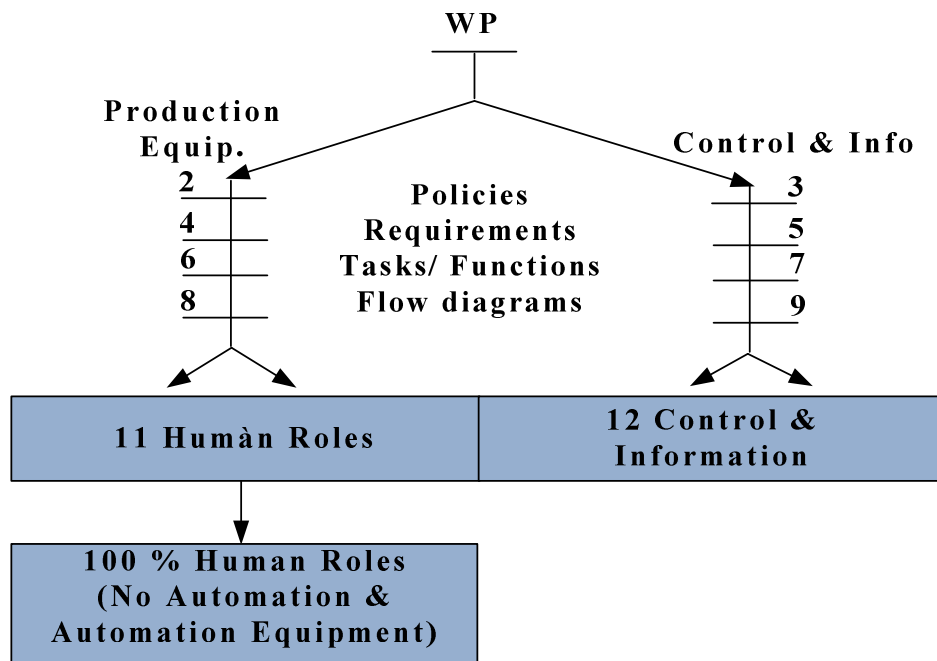 WP
Production
Equip.
Control & Info
2
4
6
8
Policies
Requirements
Tasks/ Functions
Flow diagrams
3
5
7
9
11 Humàn Roles
12 Control &
Information
100 % Human Roles
(No Automation &
Automation Equipment)